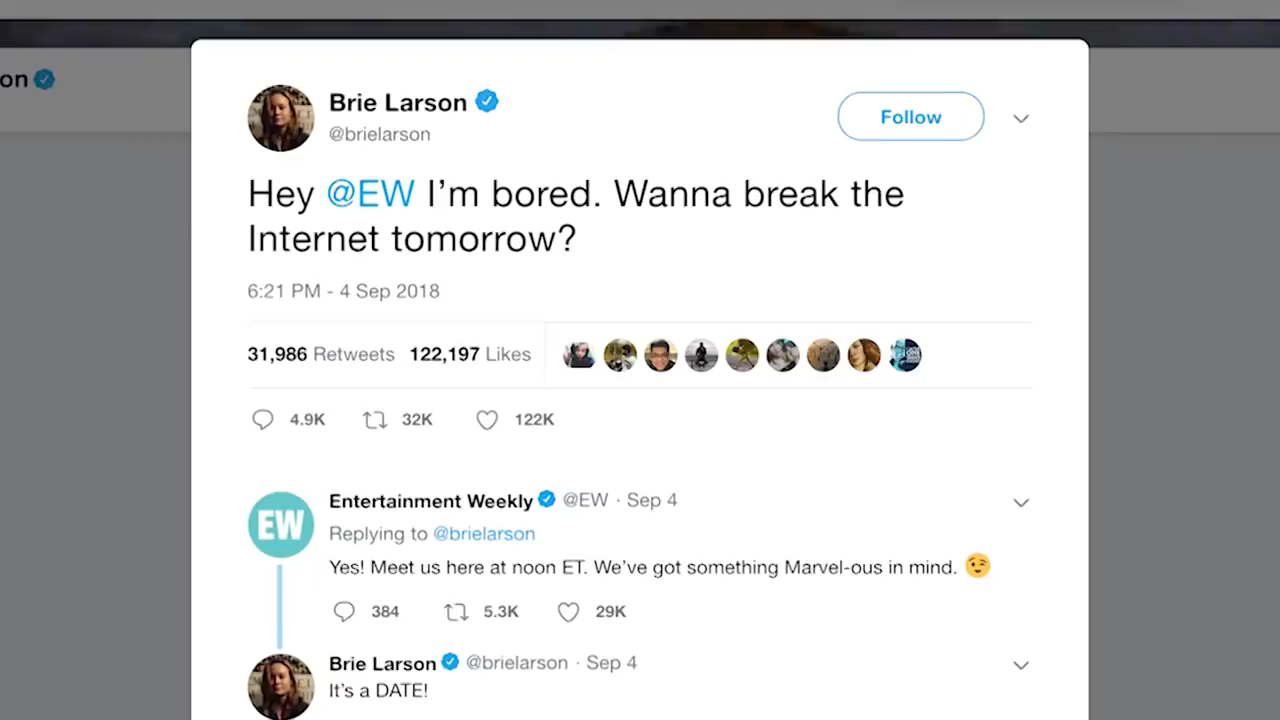 on
Brie Larson
@brielarson
Follow
Hey @EW I’m bored. Wanna break the
Internet tomorrow?
6:21 PM - 4 Sep 2018
31,986 Retweets 122,197 Likes
4.9K 32K 122K
EW
Entertainment Weekly @EW · Sep 4
Replying to @brielarson
Yes! Meet us here at noon ET. We’ve got something Marvel-ous in mind. 😉
384 5.3K 29K
Brie Larson @brielarson · Sep 4
It’s a DATE!